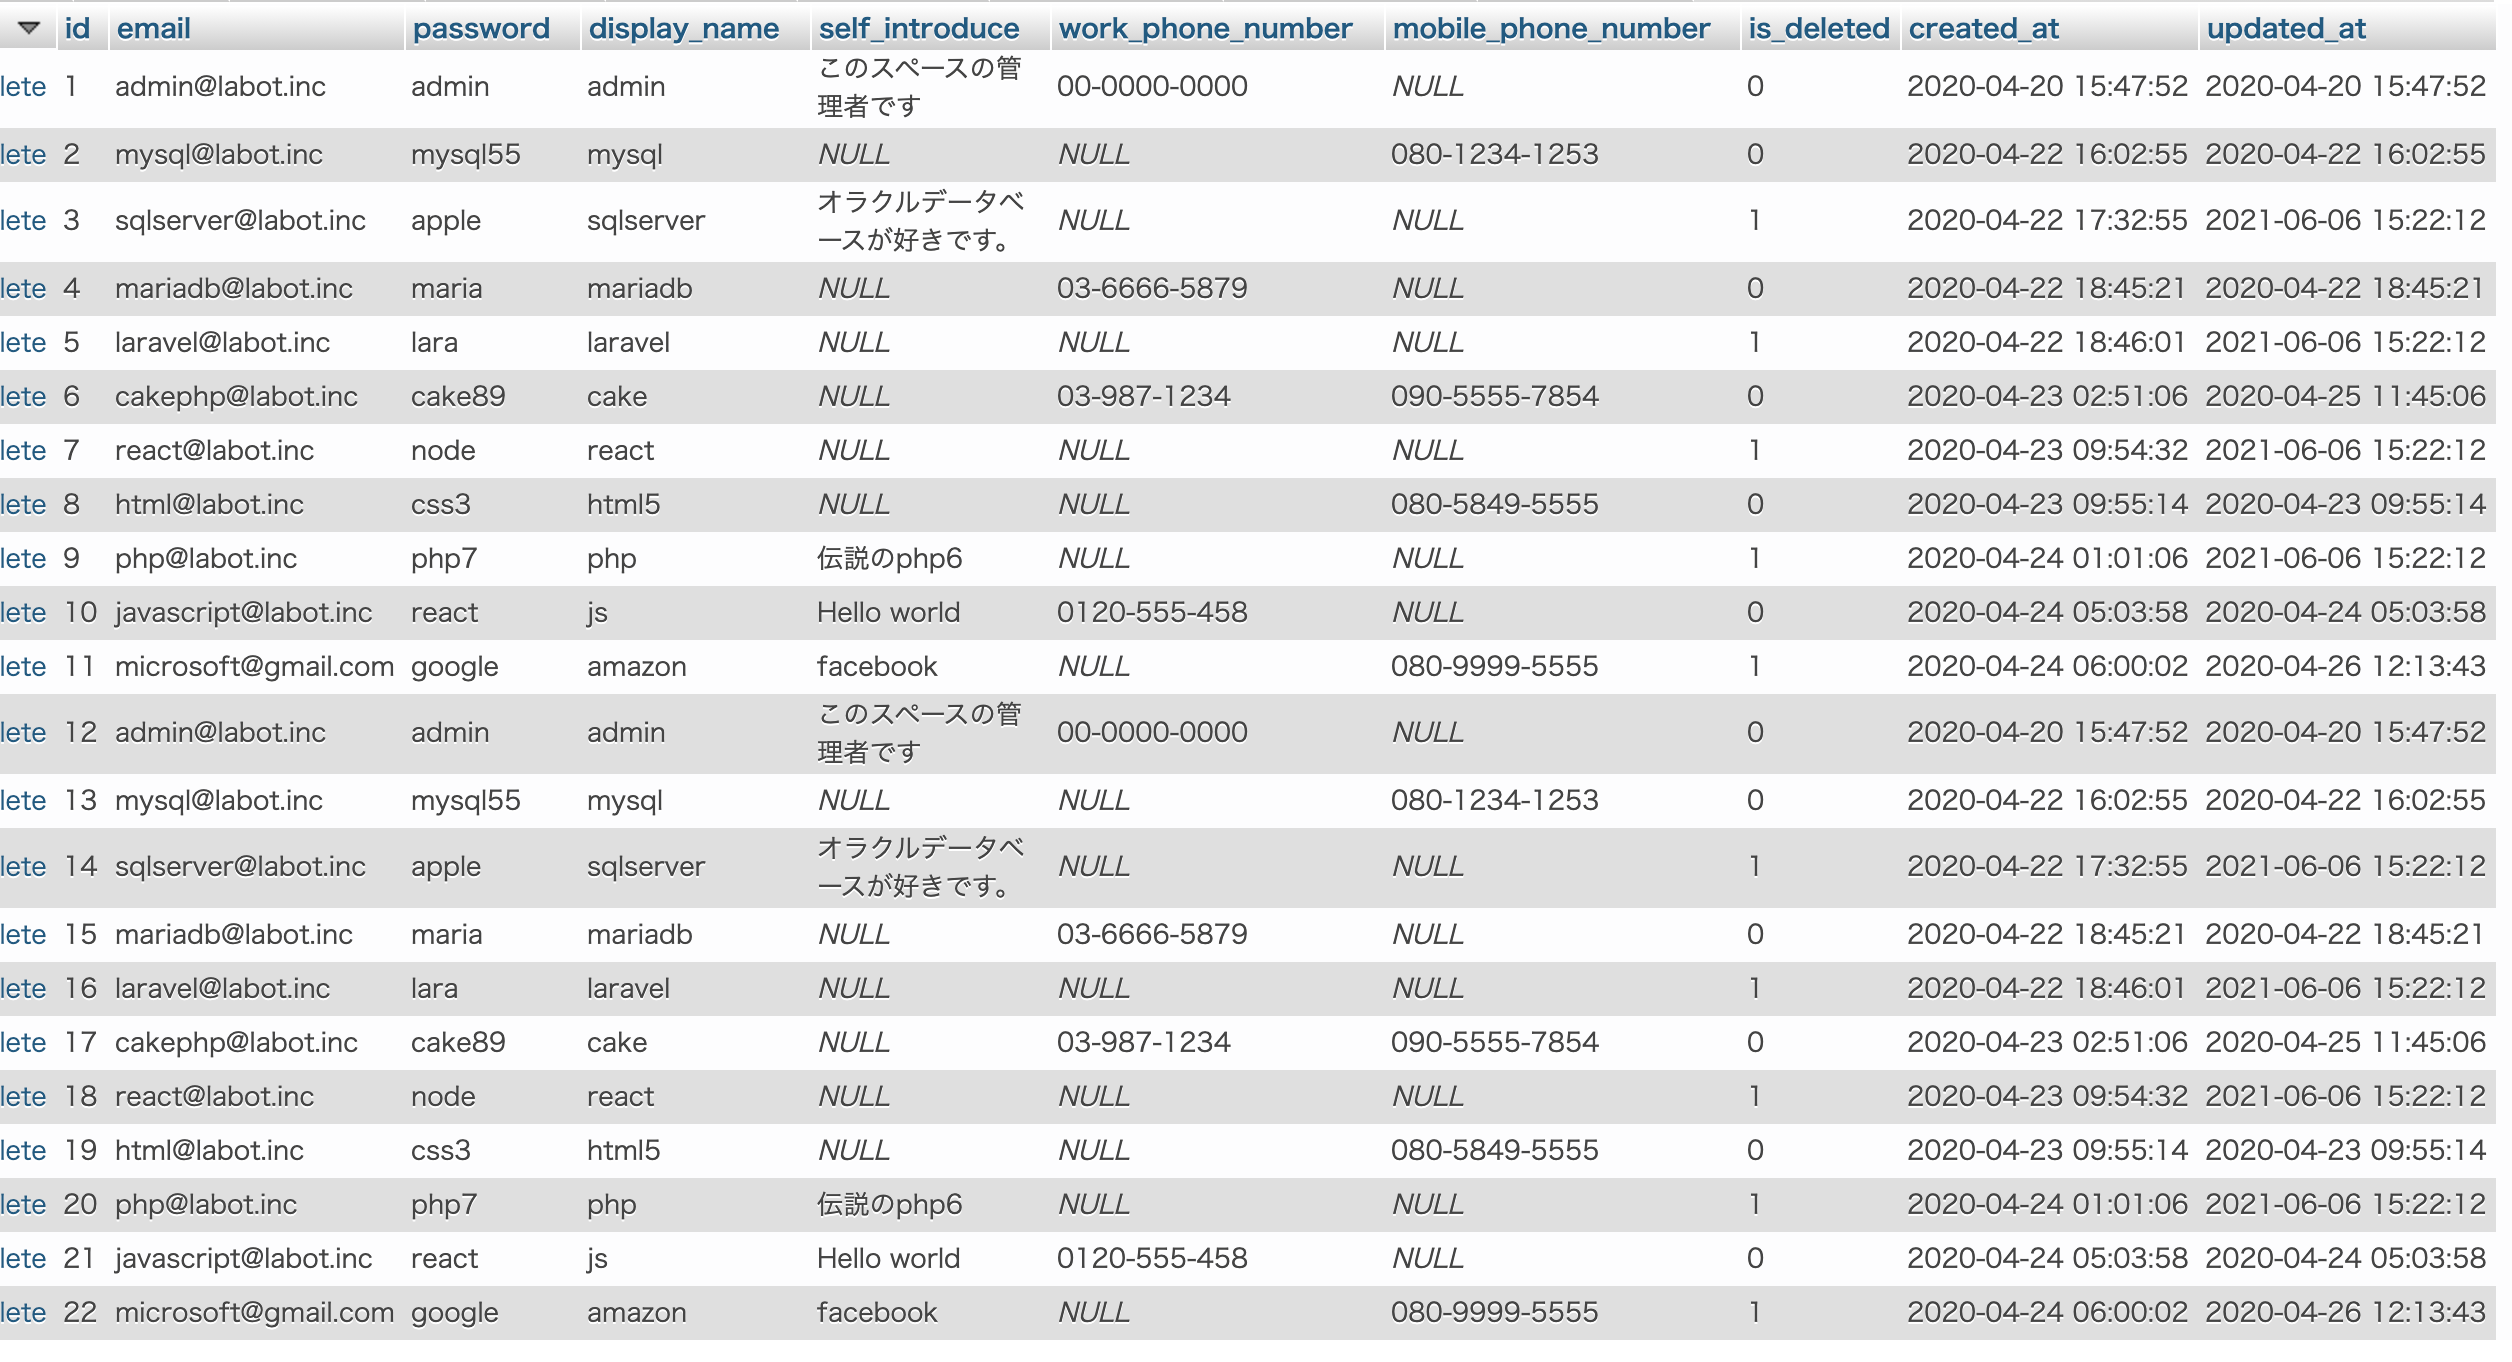 id email password display_name self_introduce work_phone_number mobile_phone_number is_deleted created_at updated_at
lete 1 admin@labot.inc admin admin このスペースの管理者です 00-0000-0000 NULL 0 2020-04-20 15:47:52 2020-04-20 15:47:52
lete 2 mysql@labot.inc mysql55 mysql NULL NULL 080-1234-1253 0 2020-04-22 16:02:55 2020-04-22 16:02:55
lete 3 sqlserver@labot.inc apple sqlserver オラクルデータベースが好きです。 NULL NULL 1 2020-04-22 17:32:55 2021-06-06 15:22:12
lete 4 mariadb@labot.inc maria mariadb NULL 03-6666-5879 NULL 0 2020-04-22 18:45:21 2020-04-22 18:45:21
lete 5 laravel@labot.inc lara laravel NULL NULL NULL 1 2020-04-22 18:46:01 2021-06-06 15:22:12
lete 6 cakephp@labot.inc cake89 cake NULL 03-987-1234 090-5555-7854 0 2020-04-23 02:51:06 2020-04-25 11:45:06
lete 7 react@labot.inc node react NULL NULL NULL 1 2020-04-23 09:54:32 2021-06-06 15:22:12
lete 8 html@labot.inc css3 html5 NULL NULL 080-5849-5555 0 2020-04-23 09:55:14 2020-04-23 09:55:14
lete 9 php@labot.inc php7 php 伝説のphp6 NULL NULL 1 2020-04-24 01:01:06 2021-06-06 15:22:12
lete 10 javascript@labot.inc react js Hello world 0120-555-458 NULL 0 2020-04-24 05:03:58 2020-04-24 05:03:58
lete 11 microsoft@gmail.com google amazon facebook NULL 080-9999-5555 1 2020-04-24 06:00:02 2020-04-26 12:13:43
lete 12 admin@labot.inc admin admin このスペースの管理者です 00-0000-0000 NULL 0 2020-04-20 15:47:52 2020-04-20 15:47:52
lete 13 mysql@labot.inc mysql55 mysql NULL NULL 080-1234-1253 0 2020-04-22 16:02:55 2020-04-22 16:02:55
lete 14 sqlserver@labot.inc apple sqlserver オラクルデータベースが好きです。 NULL NULL 1 2020-04-22 17:32:55 2021-06-06 15:22:12
lete 15 mariadb@labot.inc maria mariadb NULL 03-6666-5879 NULL 0 2020-04-22 18:45:21 2020-04-22 18:45:21
lete 16 laravel@labot.inc lara laravel NULL NULL NULL 1 2020-04-22 18:46:01 2021-06-06 15:22:12
lete 17 cakephp@labot.inc cake89 cake NULL 03-987-1234 090-5555-7854 0 2020-04-23 02:51:06 2020-04-25 11:45:06
lete 18 react@labot.inc node react NULL NULL NULL 1 2020-04-23 09:54:32 2021-06-06 15:22:12
lete 19 html@labot.inc css3 html5 NULL NULL 080-5849-5555 0 2020-04-23 09:55:14 2020-04-23 09:55:14
lete 20 php@labot.inc php7 php 伝説のphp6 NULL NULL 1 2020-04-24 01:01:06 2021-06-06 15:22:12
lete 21 javascript@labot.inc react js Hello world 0120-555-458 NULL 0 2020-04-24 05:03:58 2020-04-24 05:03:58
lete 22 microsoft@gmail.com google amazon facebook NULL 080-9999-5555 1 2020-04-24 06:00:02 2020-04-26 12:13:43